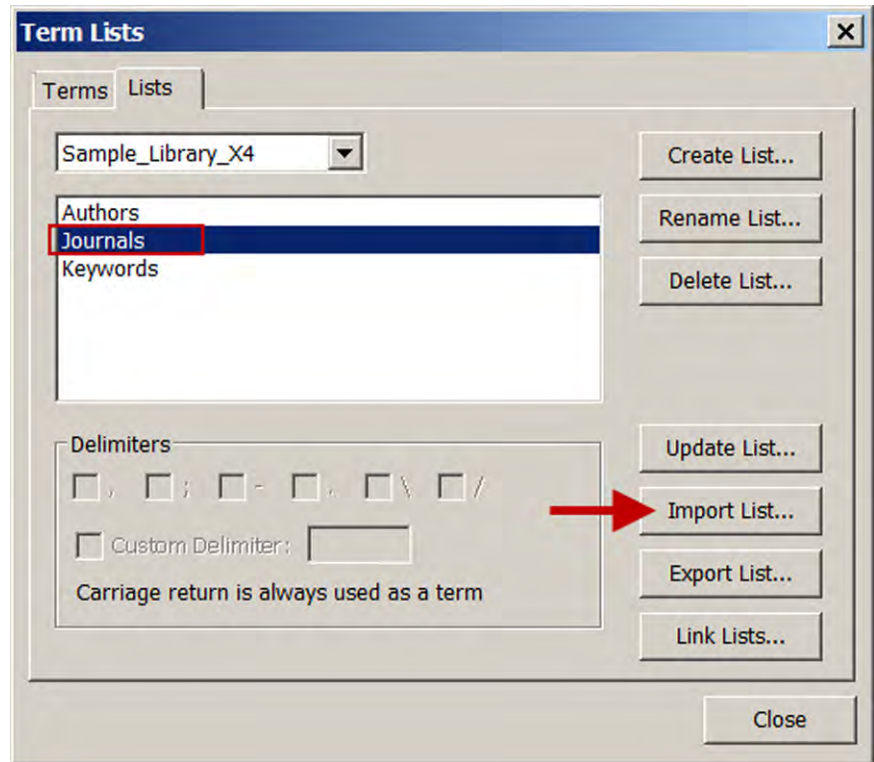 Term Lists
Terms Lists
Sample_Library_X4
Create List...
Authors
Journals
Keywords
Rename List...
Delete List...
Delimiters
, ; - . \ /
Custom Delimiter:
Carriage return is always used as a term
Update List...
Import List...
Export List...
Link Lists...
Close